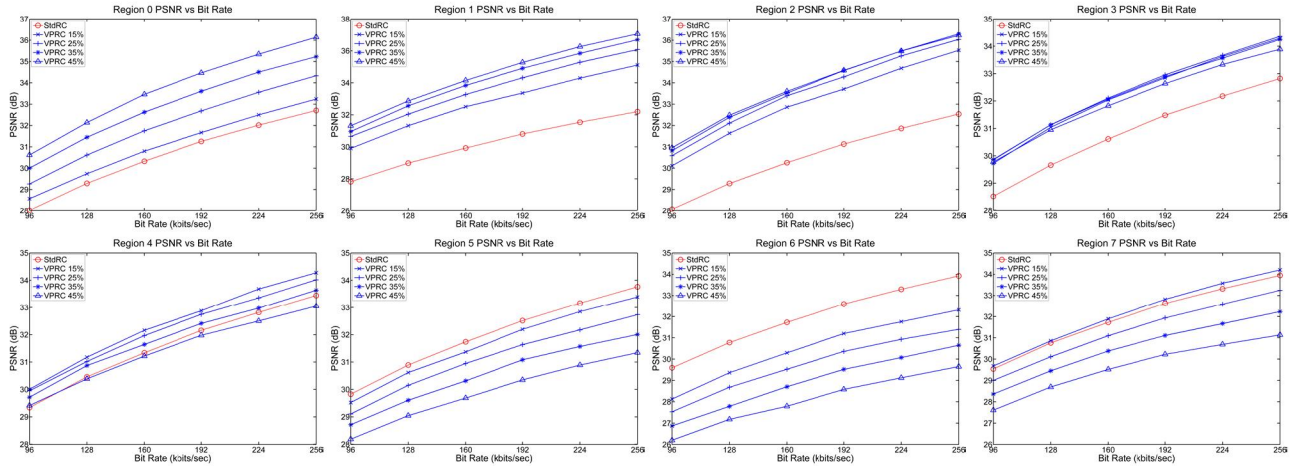 Region 0 PSNR vs Bit Rate
37
36
35
34
33
32
31
30
29
28
PSNR (dB)
StdRC
VPRC 15%
VPRC 25%
VPRC 35%
VPRC 45%
96 128 160 192 224 256
Bit Rate (kbits/sec)
Region 1 PSNR vs Bit Rate
38
36
34
32
30
28
26
PSNR (dB)
StdRC
VPRC 15%
VPRC 25%
VPRC 35%
VPRC 45%
96 128 160 192 224 256
Bit Rate (kbits/sec)
Region 2 PSNR vs Bit Rate
37
36
35
34
33
32
31
30
29
28
PSNR (dB)
StdRC
VPRC 15%
VPRC 25%
VPRC 35%
VPRC 45%
96 128 160 192 224 256
Bit Rate (kbits/sec)
Region 3 PSNR vs Bit Rate
35
34
33
32
31
30
29
28
PSNR (dB)
StdRC
VPRC 15%
VPRC 25%
VPRC 35%
VPRC 45%
96 128 160 192 224 256
Bit Rate (kbits/sec)
Region 4 PSNR vs Bit Rate
35
34
33
32
31
30
29
28
PSNR (dB)
StdRC
VPRC 15%
VPRC 25%
VPRC 35%
VPRC 45%
96 128 160 192 224 256
Bit Rate (kbits/sec)
Region 5 PSNR vs Bit Rate
35
34
33
32
31
30
29
28
PSNR (dB)
StdRC
VPRC 15%
VPRC 25%
VPRC 35%
VPRC 45%
96 128 160 192 224 256
Bit Rate (kbits/sec)
Region 6 PSNR vs Bit Rate
35
34
33
32
31
30
29
28
27
26
PSNR (dB)
StdRC
VPRC 15%
VPRC 25%
VPRC 35%
VPRC 45%
96 128 160 192 224 256
Bit Rate (kbits/sec)
Region 7 PSNR vs Bit Rate
35
34
33
32
31
30
29
28
27
26
PSNR (dB)
StdRC
VPRC 15%
VPRC 25%
VPRC 35%
VPRC 45%
96 128 160 192 224 256
Bit Rate (kbits/sec)